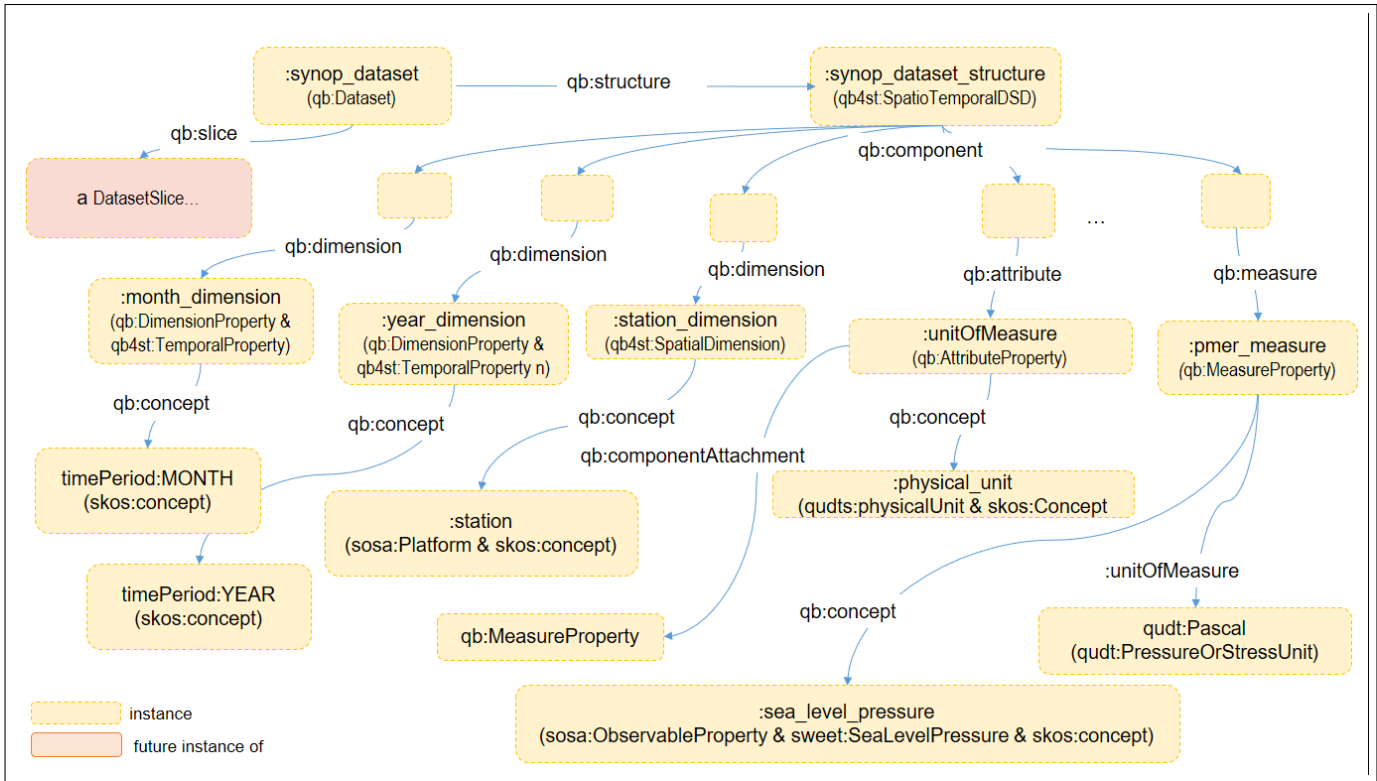 :synop_dataset
(qb:Dataset)
qb:structure
:synop_dataset_structure
(qb4st:SpatioTemporalDSD)
qb:slice
qb:component
a DatasetSlice...
...
qb:dimension
qb:dimension
qb:dimension
qb:attribute
qb:measure
:month_dimension
(qb:DimensionProperty &
qb4st:TemporalProperty)
:year_dimension
(qb:DimensionProperty &
qb4st:TemporalProperty n)
:station_dimension
(qb4st:SpatialDimension)
:unitOfMeasure
(qb:AttributeProperty)
:pmer_measure
(qb:MeasureProperty)
qb:concept
qb:concept
qb:concept
qb:concept
qb:componentAttachment
timePeriod:MONTH
(skos:concept)
:station
(sosa:Platform & skos:concept)
:physical_unit
(qudts:physicalUnit & skos:Concept
timePeriod:YEAR
(skos:concept)
:unitOfMeasure
qb:concept
qb:MeasureProperty
qudt:Pascal
(qudt:PressureOrStressUnit)
:sea_level_pressure
(sosa:ObservableProperty & sweet:SeaLevelPressure & skos:concept)
instance
future instance of